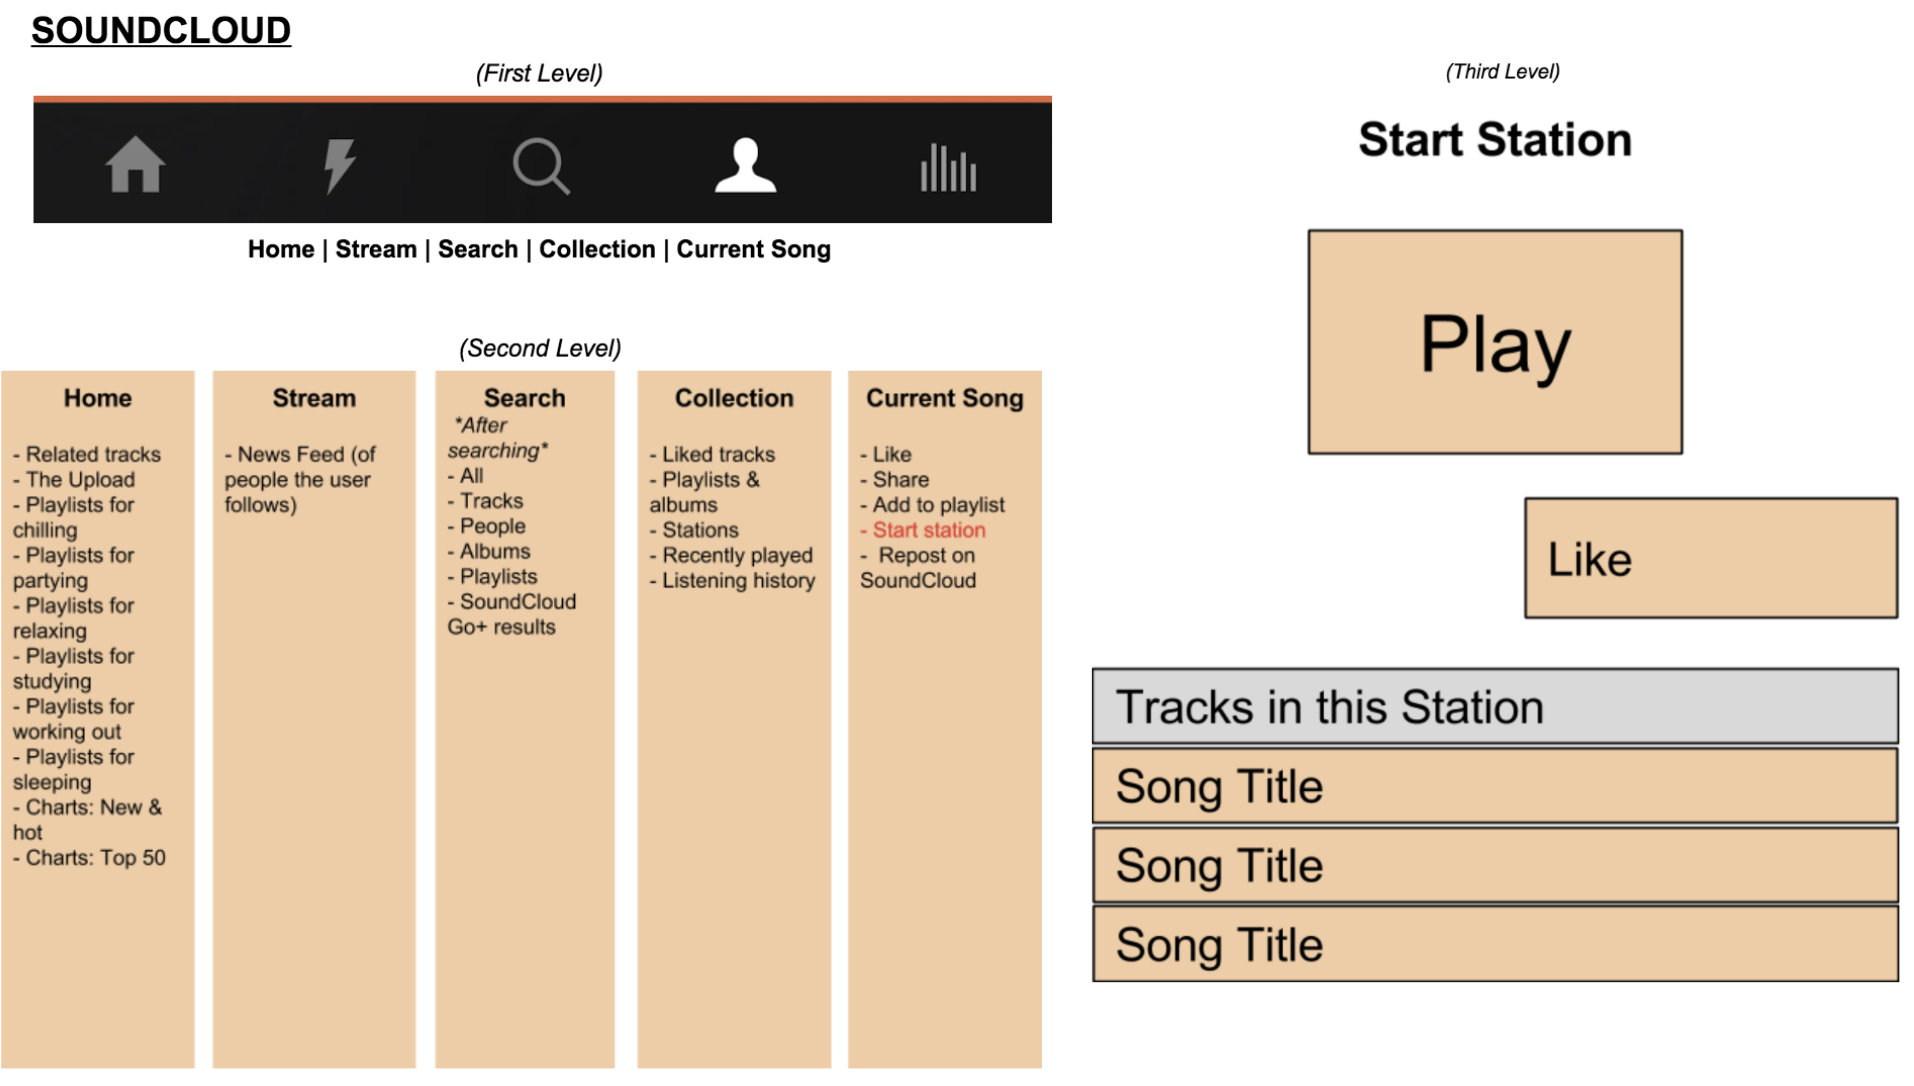 SOUNDCLOUD
(First Level)
Home | Stream | Search | Collection | Current Song
(Second Level)
Home
- Related tracks
- The Upload
- Playlists for
chilling
- Playlists for
partying
- Playlists for
relaxing
- Playlists for
studying
- Playlists for
working out
- Playlists for
sleeping
- Charts: New &
hot
- Charts: Top 50
Stream
- News Feed (of
people the user
follows)
Search
*After
searching*
- All
- Tracks
- People
- Albums
- Playlists
- SoundCloud
Go+ results
Collection
- Liked tracks
- Playlists &
albums
- Stations
- Recently played
- Listening history
Current Song
- Like
- Share
- Add to playlist
- Start station
- Repost on
SoundCloud
(Third Level)
Start Station
Play
Like
Tracks in this Station
Song Title
Song Title
Song Title